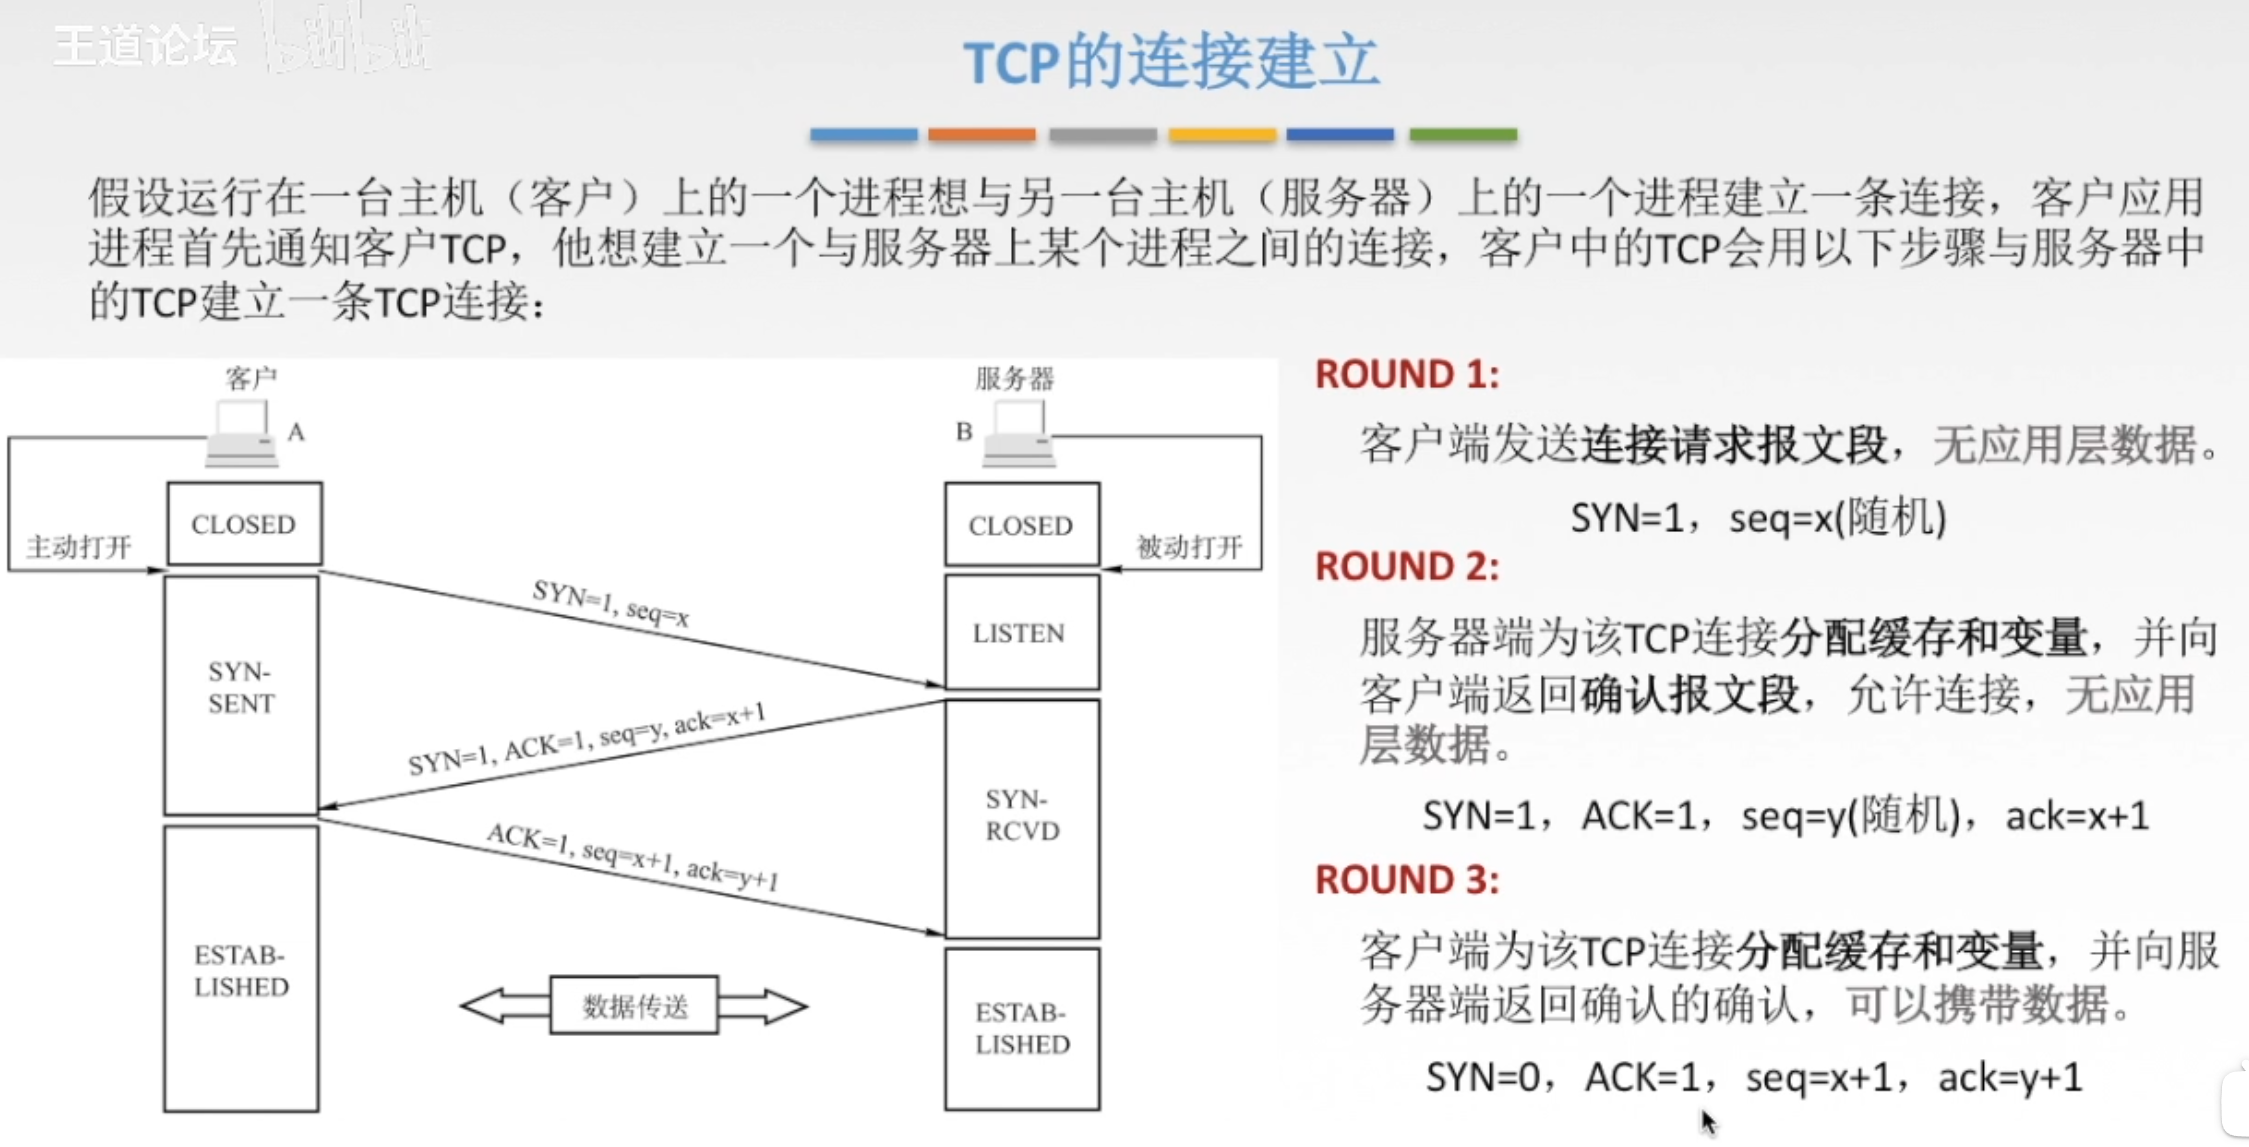 王道论坛 bilibili
TCP的连接建立
假设运行在一台主机（客户）上的一个进程想与另一台主机（服务器）上的一个进程建立一条连接，客户应用
进程首先通知客户TCP，他想建立一个与服务器上某个进程之间的连接，客户中的TCP会用以下步骤与服务器中
的TCP建立一条TCP连接：
客户
服务器
A
B
CLOSED
CLOSED
主动打开
被动打开
SYN=1, seq=x
LISTEN
SYN-
SENT
SYN=1, ACK=1, seq=y, ack=x+1
SYN-
RCVD
ACK=1, seq=x+1, ack=y+1
ESTAB-
LISHED
数据传送
ESTAB-
LISHED
ROUND 1:
客户端发送连接请求报文段，无应用层数据。
SYN=1，seq=x(随机)
ROUND 2:
服务器端为该TCP连接分配缓存和变量，并向
客户端返回确认报文段，允许连接，无应用
层数据。
SYN=1，ACK=1，seq=y(随机)，ack=x+1
ROUND 3:
客户端为该TCP连接分配缓存和变量，并向服
务器端返回确认的确认，可以携带数据。
SYN=0，ACK=1，seq=x+1，ack=y+1